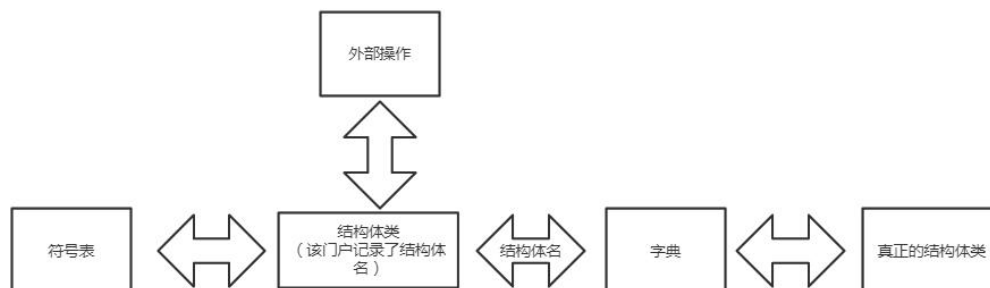 外部操作
符号表
结构体类
（该门户记录了结构体
名）
结构体名
字典
真正的结构体类